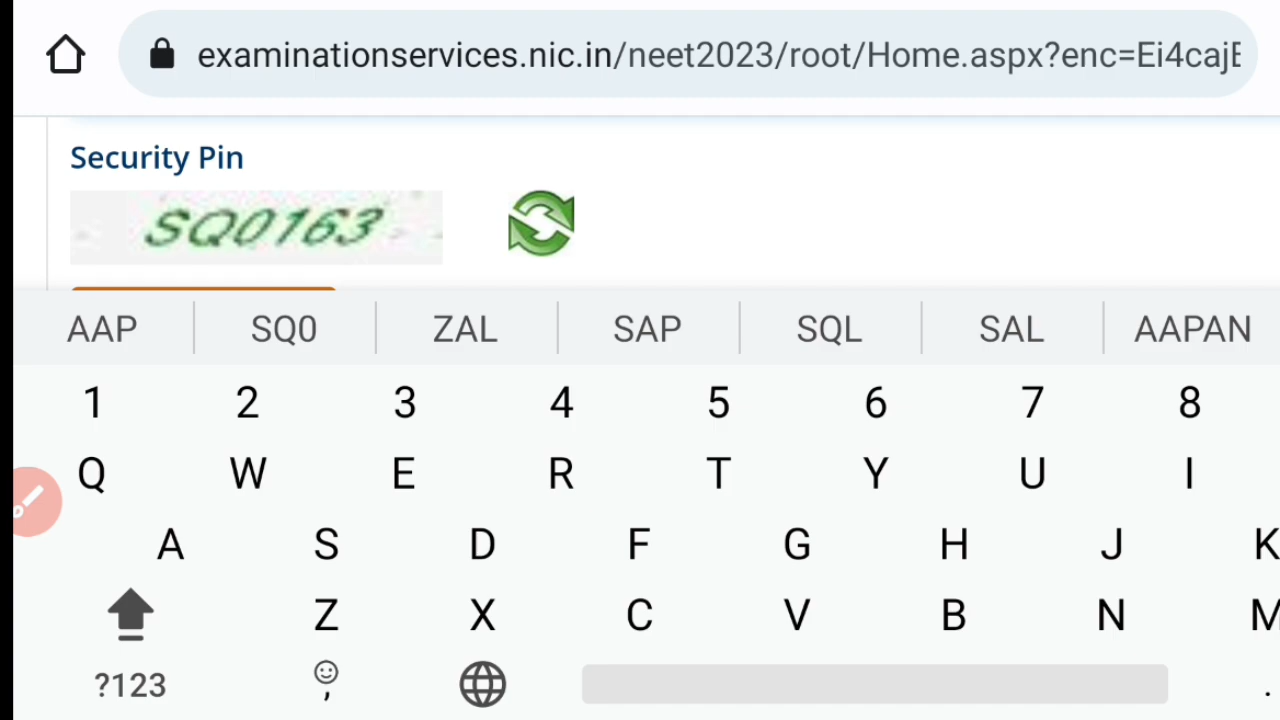 examinationservices.nic.in/neet2023/root/Home.aspx?enc=Ei4cajE
Security Pin
SQ0163
AAP SQ0 ZAL SAP SQL SAL AAPAN
1 2 3 4 5 6 7 8
Q W E R T Y U I
A S D F G H J K
Z X C V B N M
?123 , .